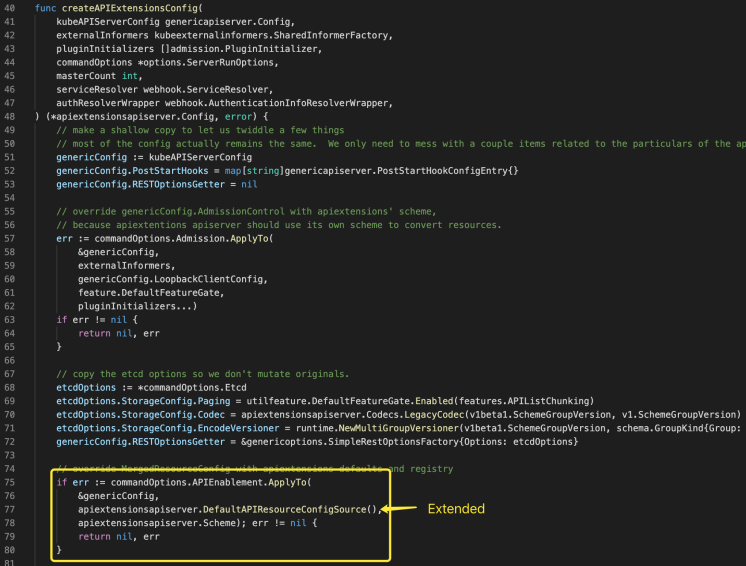 40 func createAPIExtensionsConfig(
41     kubeAPIServerConfig genericapiserver.Config,
42     externalInformers kubeexternalinformers.SharedInformerFactory,
43     pluginInitializers []admission.PluginInitializer,
44     commandOptions *options.ServerRunOptions,
45     masterCount int,
46     serviceResolver webhook.ServiceResolver,
47     authResolverWrapper webhook.AuthenticationInfoResolverWrapper,
48 ) (*apiextensionsapiserver.Config, error) {
49     // make a shallow copy to let us twiddle a few things
50     // most of the config actually remains the same.  We only need to mess with a couple items related to the particulars of the ap
51     genericConfig := kubeAPIServerConfig
52     genericConfig.PostStartHooks = map[string]genericapiserver.PostStartHookConfigEntry{}
53     genericConfig.RESTOptionsGetter = nil
54
55     // override genericConfig.AdmissionControl with apiextensions' scheme,
56     // because apiextentions apiserver should use its own scheme to convert resources.
57     err := commandOptions.Admission.ApplyTo(
58         &genericConfig,
59         externalInformers,
60         genericConfig.LoopbackClientConfig,
61         feature.DefaultFeatureGate,
62         pluginInitializers...)
63     if err != nil {
64         return nil, err
65     }
66
67     // copy the etcd options so we don't mutate originals.
68     etcdOptions := *commandOptions.Etcd
69     etcdOptions.StorageConfig.Paging = utilfeature.DefaultFeatureGate.Enabled(features.APIListChunking)
70     etcdOptions.StorageConfig.Codec = apiextensionsapiserver.Codecs.LegacyCodec(v1beta1.SchemeGroupVersion, v1.SchemeGroupVersion)
71     etcdOptions.StorageConfig.EncodeVersioner = runtime.NewMultiGroupVersioner(v1beta1.SchemeGroupVersion, schema.GroupKind{Group:
72     genericConfig.RESTOptionsGetter = &genericoptions.SimpleRestOptionsFactory{Options: etcdOptions}
73
74     // override MergedResourceConfig with apiextensions defaults and registry
75     if err := commandOptions.APIEnablement.ApplyTo(
76         &genericConfig,
77         apiextensionsapiserver.DefaultAPIResourceConfigSource(), Extended
78         apiextensionsapiserver.Scheme); err != nil {
79         return nil, err
80     }
81